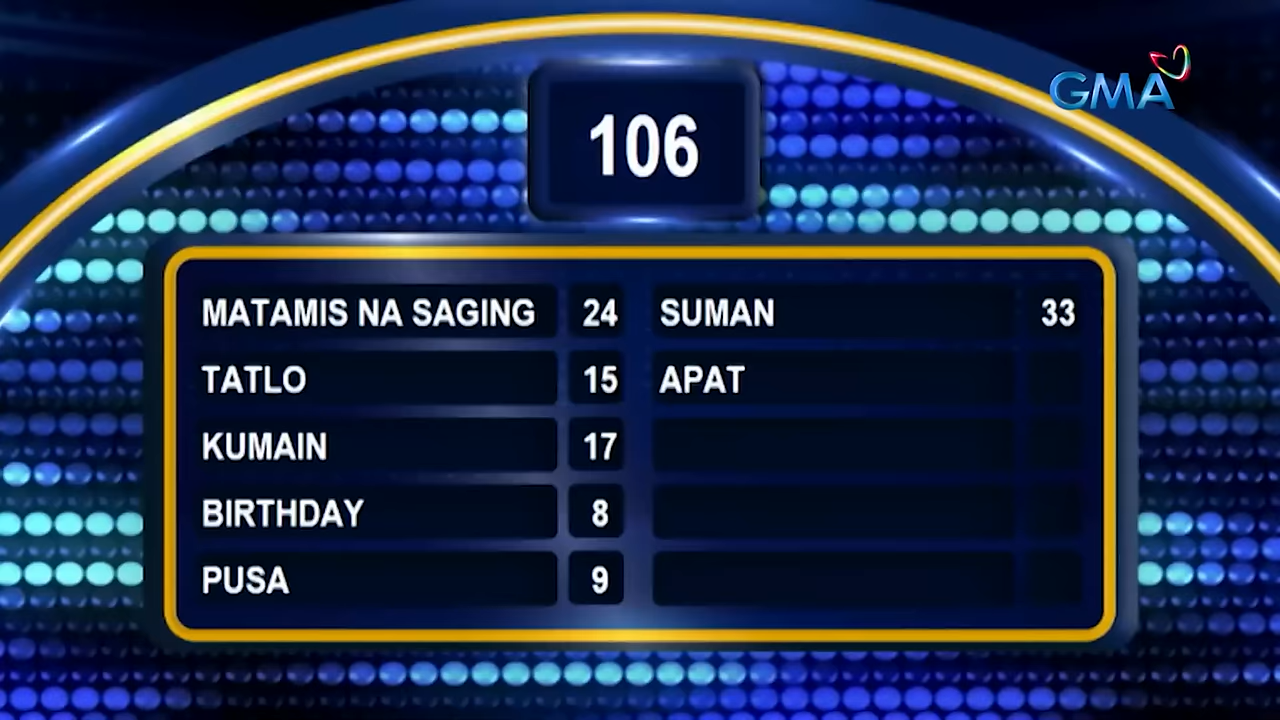 GMA
106
MATAMIS NA SAGING 24 SUMAN 33
TATLO 15 APAT
KUMAIN 17
BIRTHDAY 8
PUSA 9